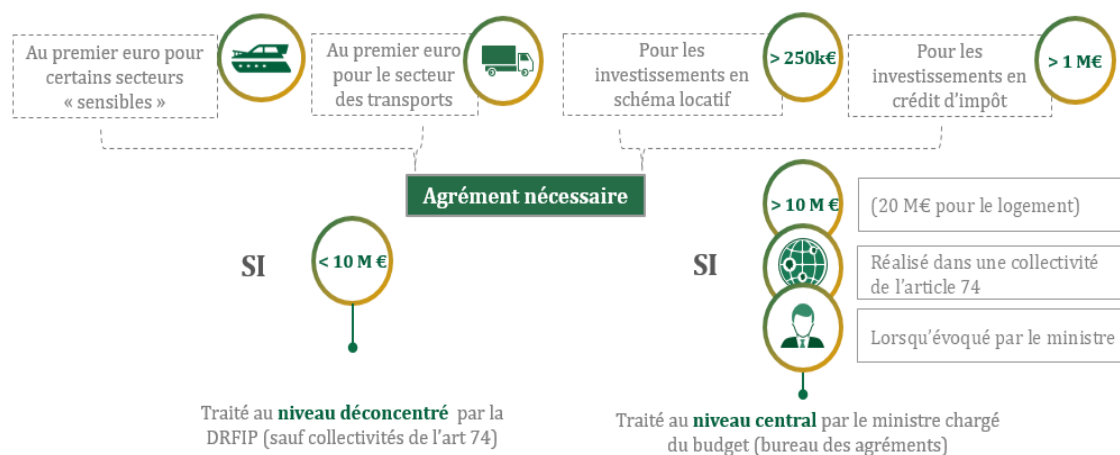 Au premier euro pour
certains secteurs
« sensibles »
Au premier euro
pour le secteur
des transports
Pour les
investissements en
schéma locatif
> 250k€
Pour les
investissements en
crédit d'impôt
> 1 M€
Agrément nécessaire
SI
< 10 M €
SI
> 10 M €
(20 M€ pour le logement)
Réalisé dans une collectivité
de l'article 74
Lorsqu'évoqué par le ministre
Traité au niveau déconcentré par la
DRFIP (sauf collectivités de l'art 74)
Traité au niveau central par le ministre chargé
du budget (bureau des agréments)